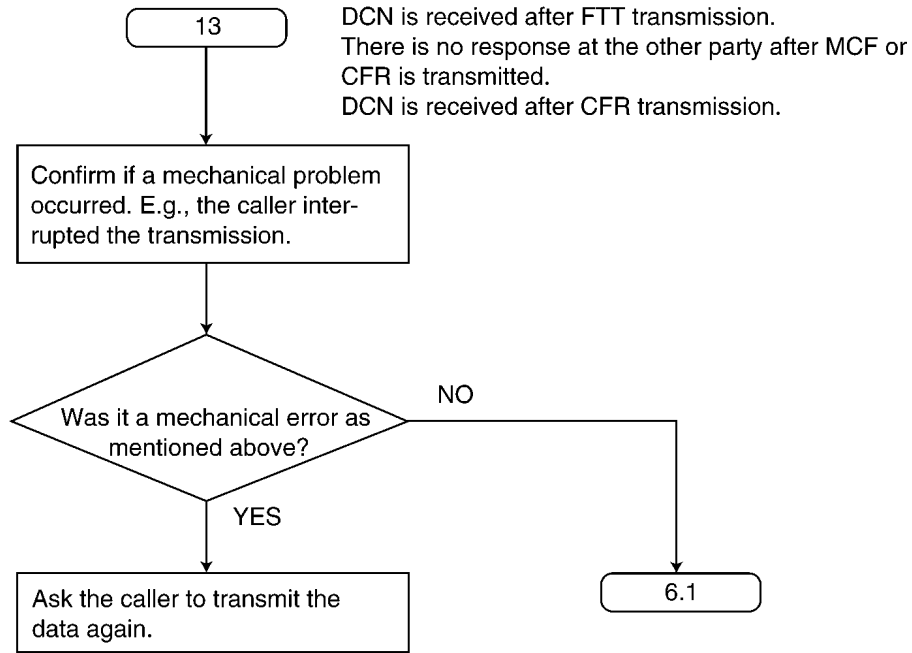 13
DCN is received after FTT transmission.
There is no response at the other party after MCF or
CFR is transmitted.
DCN is received after CFR transmission.
Confirm if a mechanical problem
occurred. E.g., the caller inter-
rupted the transmission.
Was it a mechanical error as
mentioned above?
NO
YES
Ask the caller to transmit the
data again.
6.1